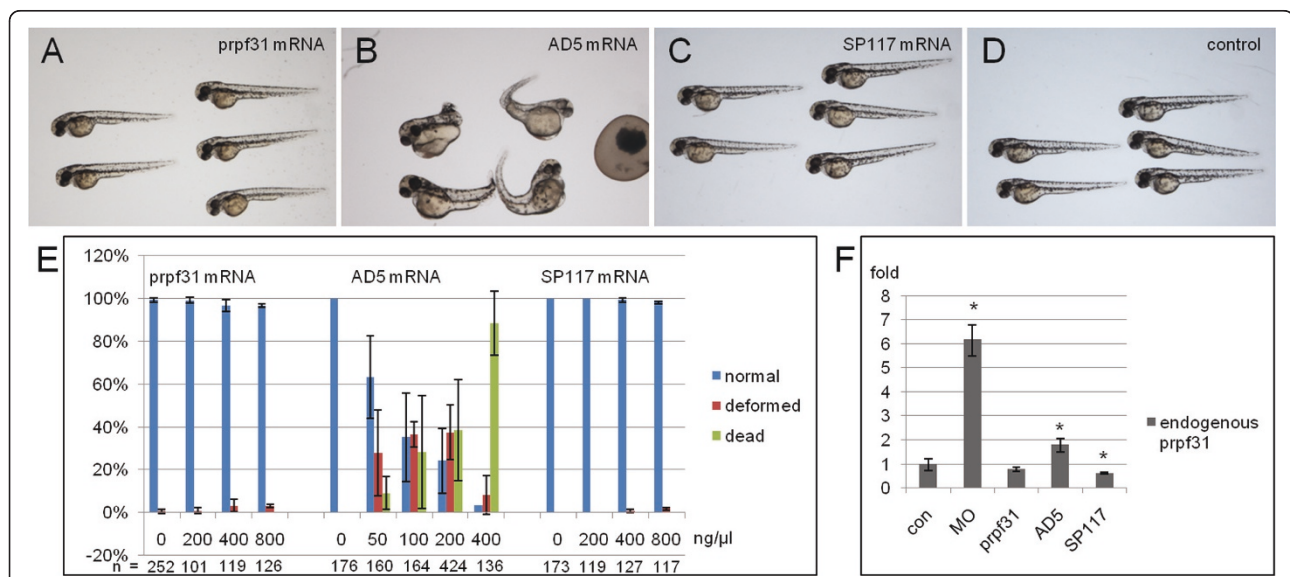 A prpf31 mRNA
B AD5 mRNA
C SP117 mRNA
D control
E
120%
prpf31 mRNA AD5 mRNA SP117 mRNA
100%
80%
60%
40%
20%
0%
-20%
normal
deformed
dead
0 200 400 800 0 50 100 200 400 0 200 400 800 ng/µl
n = 252 101 119 126 176 160 164 424 136 173 119 127 117
F
fold
8
7
6
5
4
3
2
1
0
*
*
*
endogenous
prpf31
con MO prpf31 AD5 SP117